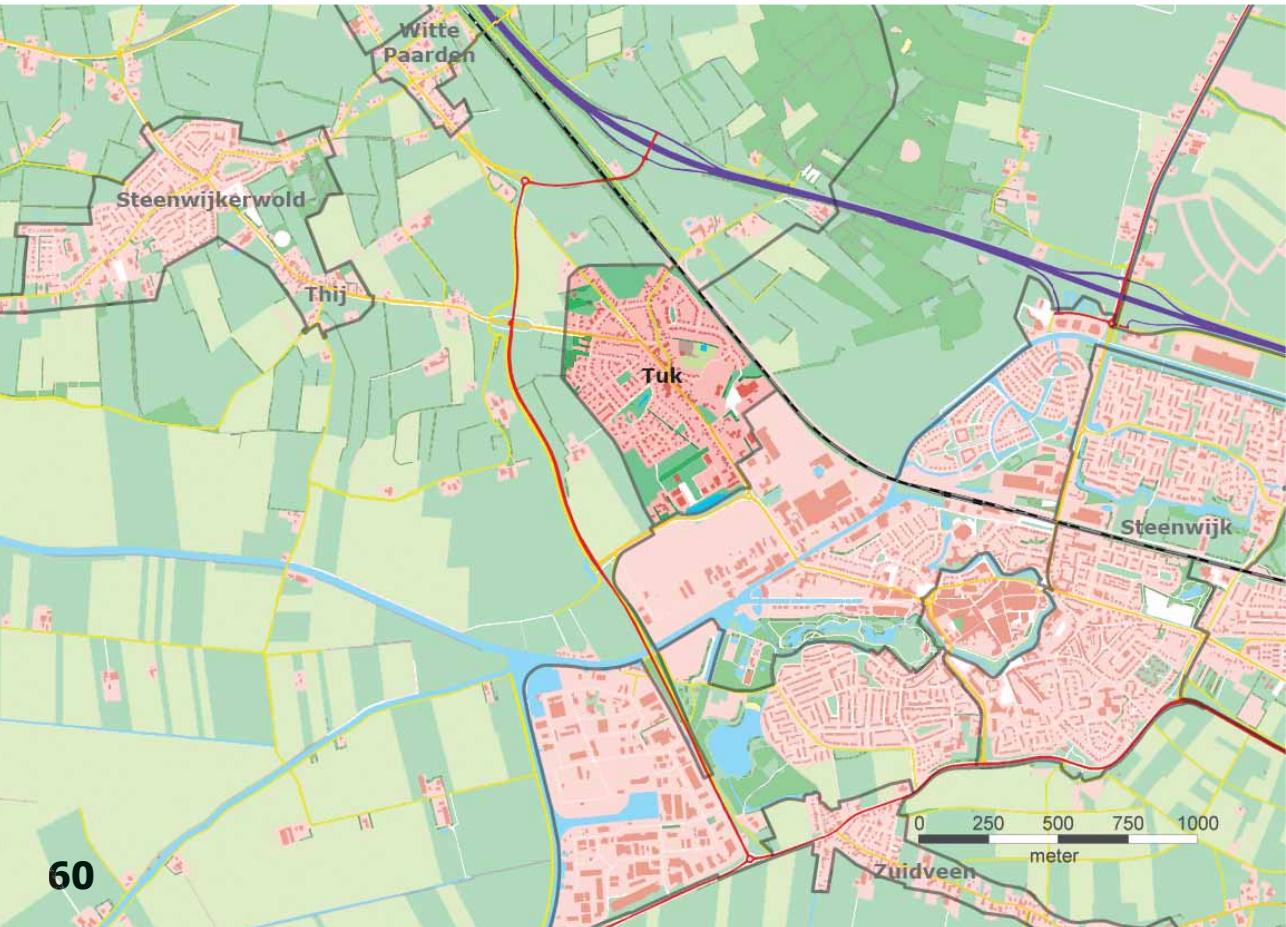 Witte
Paarden
Steenwijkerwold
Thij
Tuk
Steenwijk
0 250 500 750 1000
meter
Zuidveen
60